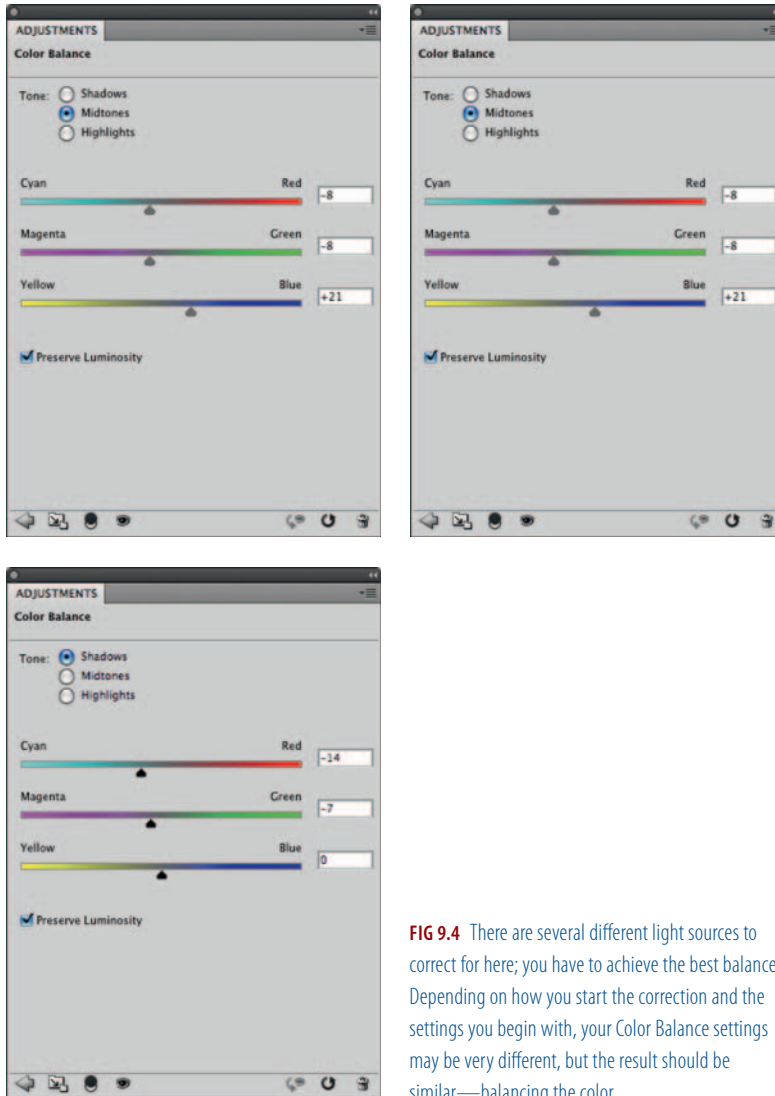 ADJUSTMENTS
Color Balance
Tone:
Shadows
Midtones
Highlights
Cyan Red -8
Magenta Green -8
Yellow Blue +21
Preserve Luminosity
ADJUSTMENTS
Color Balance
Tone:
Shadows
Midtones
Highlights
Cyan Red -8
Magenta Green -8
Yellow Blue +21
Preserve Luminosity
ADJUSTMENTS
Color Balance
Tone:
Shadows
Midtones
Highlights
Cyan Red -14
Magenta Green -7
Yellow Blue 0
Preserve Luminosity
FIG 9.4 There are several different light sources to
correct for here; you have to achieve the best balance
Depending on how you start the correction and the
settings you begin with, your Color Balance settings
may be very different, but the result should be
similar—balancing the color